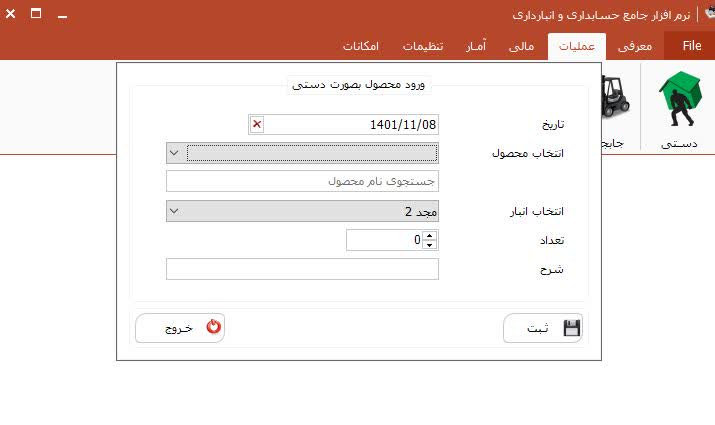 نرم افزار جامع حسابداری و انبارداری
File معرفی عملیات مالی آمار تنظیمات امکانات
دستی
ورود محصول بصورت دستی
تاریخ 1401/11/08
انتخاب محصول
جستجوی نام محصول
انتخاب انبار مجد 2
تعداد 0
شرح
ثبت خروج